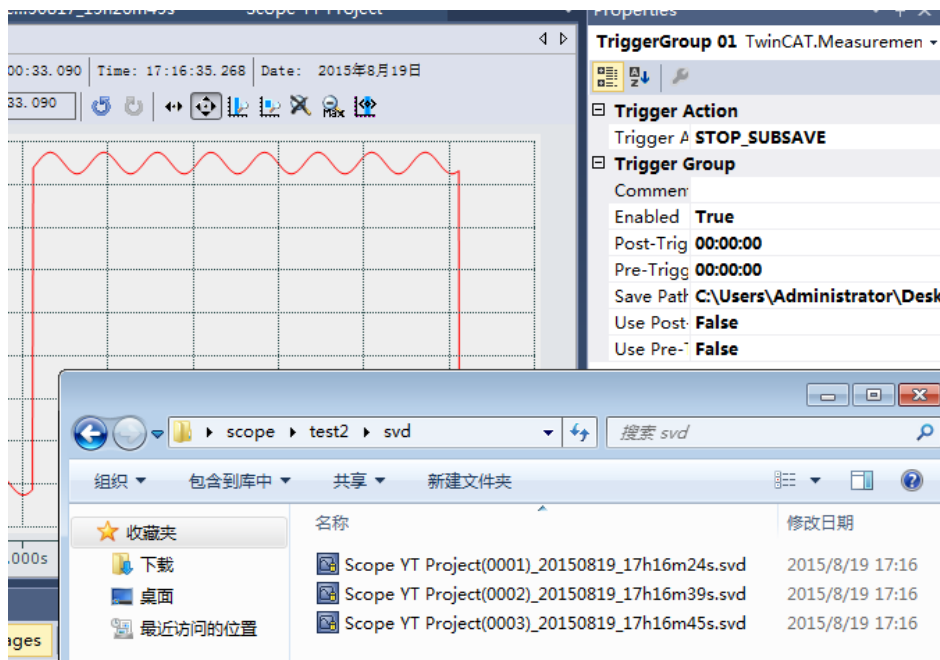 Scope YT Project
Properties
TriggerGroup 01 TwinCAT.Measuremen
00:33.090 Time: 17:16:35.268 Date: 2015年8月19日
33.090
Max
Trigger Action
Trigger A STOP_SUBSAVE
Trigger Group
Commen
Enabled True
Post-Trig 00:00:00
Pre-Trigg 00:00:00
Save Path C:\Users\Administrator\Desk
Use Post- False
Use Pre-T False
scope test2 svd
搜索 svd
组织 包含到库中 共享 新建文件夹
收藏夹
下载
桌面
最近访问的位置
名称 修改日期
Scope YT Project(0001)_20150819_17h16m24s.svd 2015/8/19 17:16
Scope YT Project(0002)_20150819_17h16m39s.svd 2015/8/19 17:16
Scope YT Project(0003)_20150819_17h16m45s.svd 2015/8/19 17:16
.000s
ages